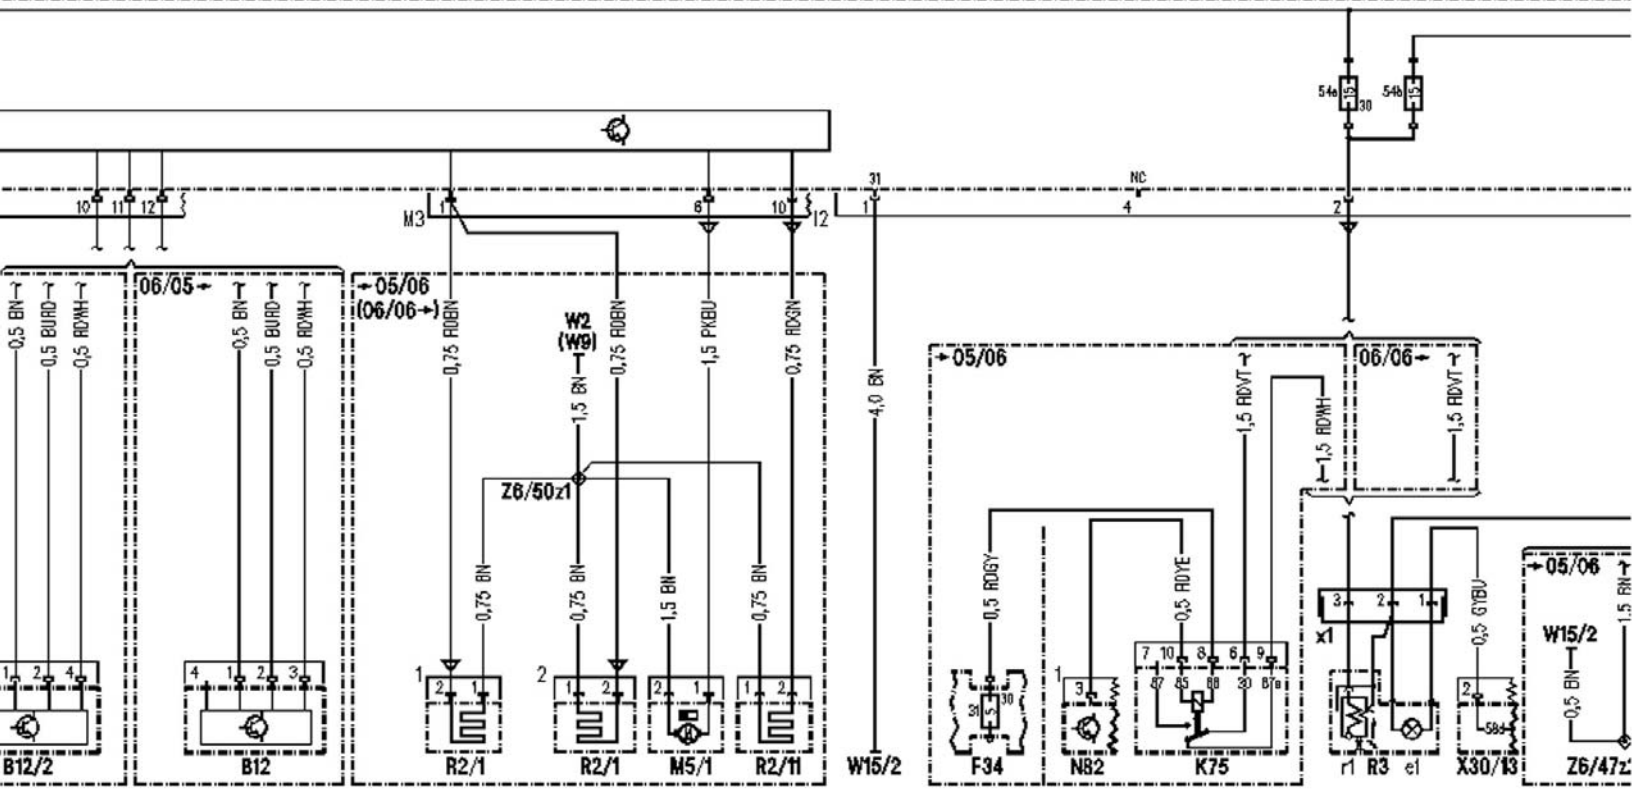 54a 15 30 54b 15
31 NC
10 11 12 M3 1 6 10 I2 1 4 2
06/05
05/06
(06/06)
0,5 BN
0,5 BURD
0,5 RDWH
0,5 BN
0,5 BURD
0,5 RDWH
0,75 RDBN
W2
(W9)
1,5 BN
0,75 RDBN
1,5 PKBU
0,75 RDGN
4,0 BN
05/06
06/06
1,5 RDVT
1,5 RDWH
1,5 RDVT
Z6/50z1
0,75 BN
0,75 BN
1,5 BN
0,75 BN
0,5 RDGY
0,5 RDYE
0,5 GYBU
05/06
1,5 BN
3 2 1
x1
W15/2
0,5 BN
1 2 4
4 1 2 3
1 2 1
2 1 2
2 1
1 2
1 3
7 10 8 6 9
87 85 86 30 87a
31 5 30
2
58d
B12/2 B12 R2/1 R2/1 M5/1 R2/11 W15/2 F34 N82 K75 r1 R3 e1 X30/13 Z6/47z